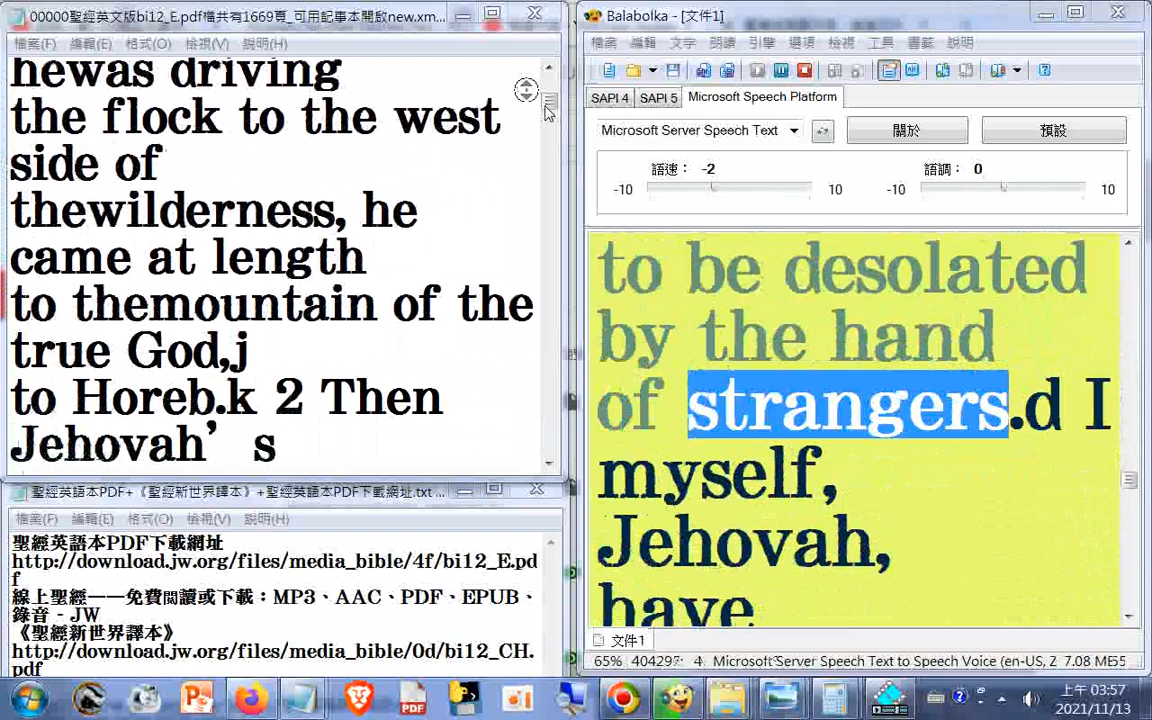 00000聖經英文版bi12_E.pdf檔共有1669頁_可用記事本開啟new.xm...
檔案(F) 編輯(E) 格式(O) 檢視(V) 說明(H)
hewas driving
the flock to the west
side of
thewilderness, he
came at length
to themountain of the
true God,j
to Horeb.k 2 Then
Jehovah’ s
聖經英語本PDF+《聖經新世界譯本》+聖經英語本PDF下載網址.txt ...
檔案(F) 編輯(E) 格式(O) 檢視(V) 說明(H)
聖經英語本PDF下載網址
http://download.jw.org/files/media_bible/4f/bi12_E.pd
f
線上聖經──免費閱讀或下載：MP3、AAC、PDF、EPUB、
錄音 - JW
《聖經新世界譯本》
http://download.jw.org/files/media_bible/0d/bi12_CH.
pdf
Balabolka - [文件1]
檔案 編輯 文字 朗讀 引擎 選項 檢視 工具 書籤 說明
SAPI 4 SAPI 5 Microsoft Speech Platform
Microsoft Server Speech Text 關於 預設
語速： -2 語調： 0
-10 10 -10 10
to be desolated
by the hand
of strangers.d I
myself,
Jehovah,
have
文件1
65% 404297: 4 Microsoft Server Speech Text to Speech Voice (en-US, Z 7.08 MB
上午 03:57
2021/11/13